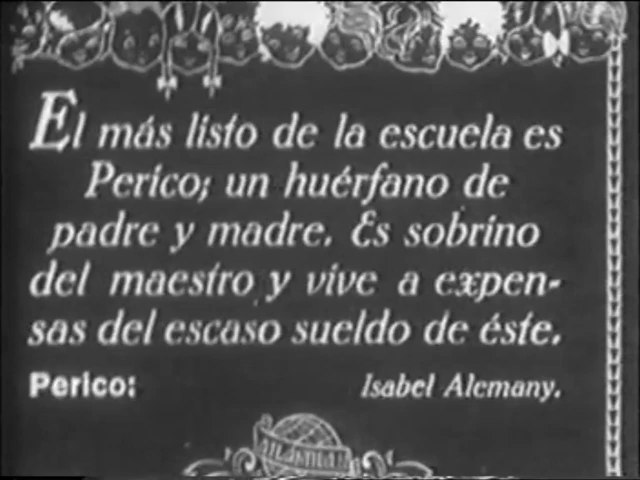 El más listo de la escuela es
Perico; un huérfano de
padre y madre. Es sobrino
del maestro y vive a expen-
sas del escaso sueldo de éste.
Perico: Isabel Alemany.